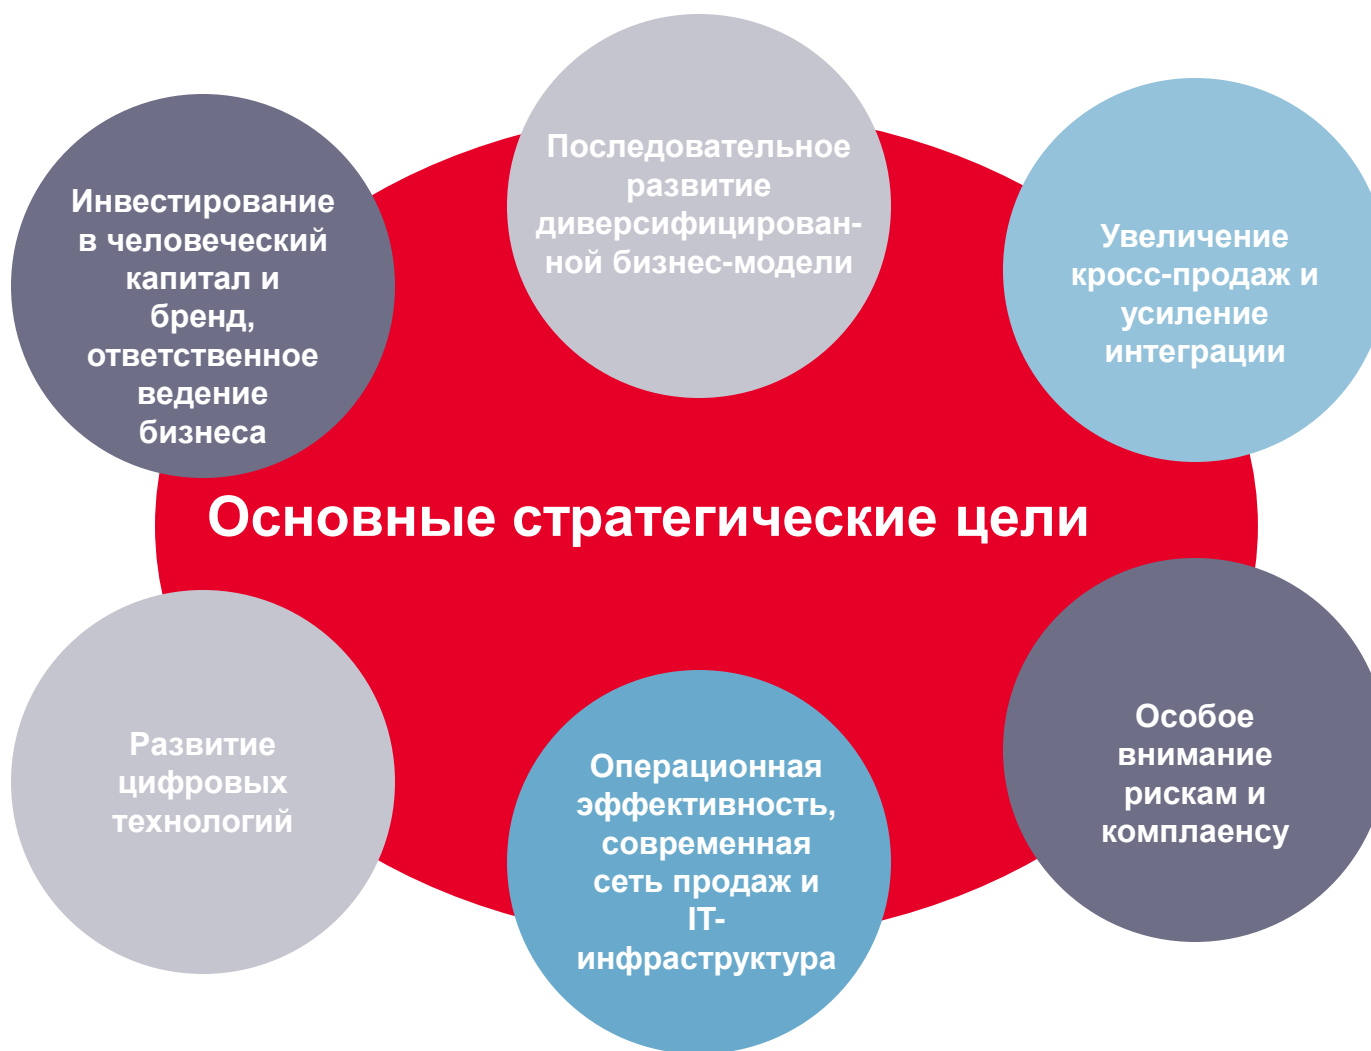 Последовательное
развитие
диверсифицирован-
ной бизнес-модели
Инвестирование
в человеческий
капитал и
бренд,
ответственное
ведение
бизнеса
Увеличение
кросс-продаж и
усиление
интеграции
Основные стратегические цели
Развитие
цифровых
технологий
Операционная
эффективность,
современная
сеть продаж и
IT-
инфраструктура
Особое
внимание
рискам и
комплаенсу